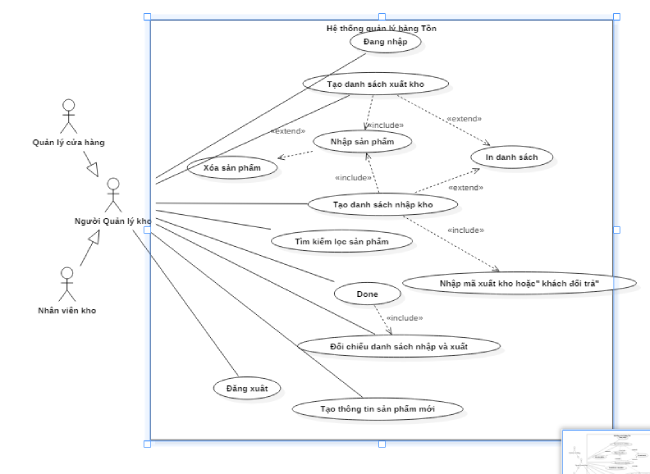 Hệ thống quản lý hàng Tồn
Đang nhập
Tạo danh sách xuất kho
«include»
«extend»
«extend»
Nhập sản phẩm
In danh sách
Xóa sản phẩm
«include»
«extend»
Tạo danh sách nhập kho
Quản lý cửa hàng
Người Quản lý kho
«include»
Tìm kiếm lọc sản phẩm
Nhập mã xuất kho hoặc" khách đổi trả"
Done
Nhân viên kho
«include»
Đối chiếu danh sách nhập và xuất
Đăng xuất
Tạo thông tin sản phẩm mới